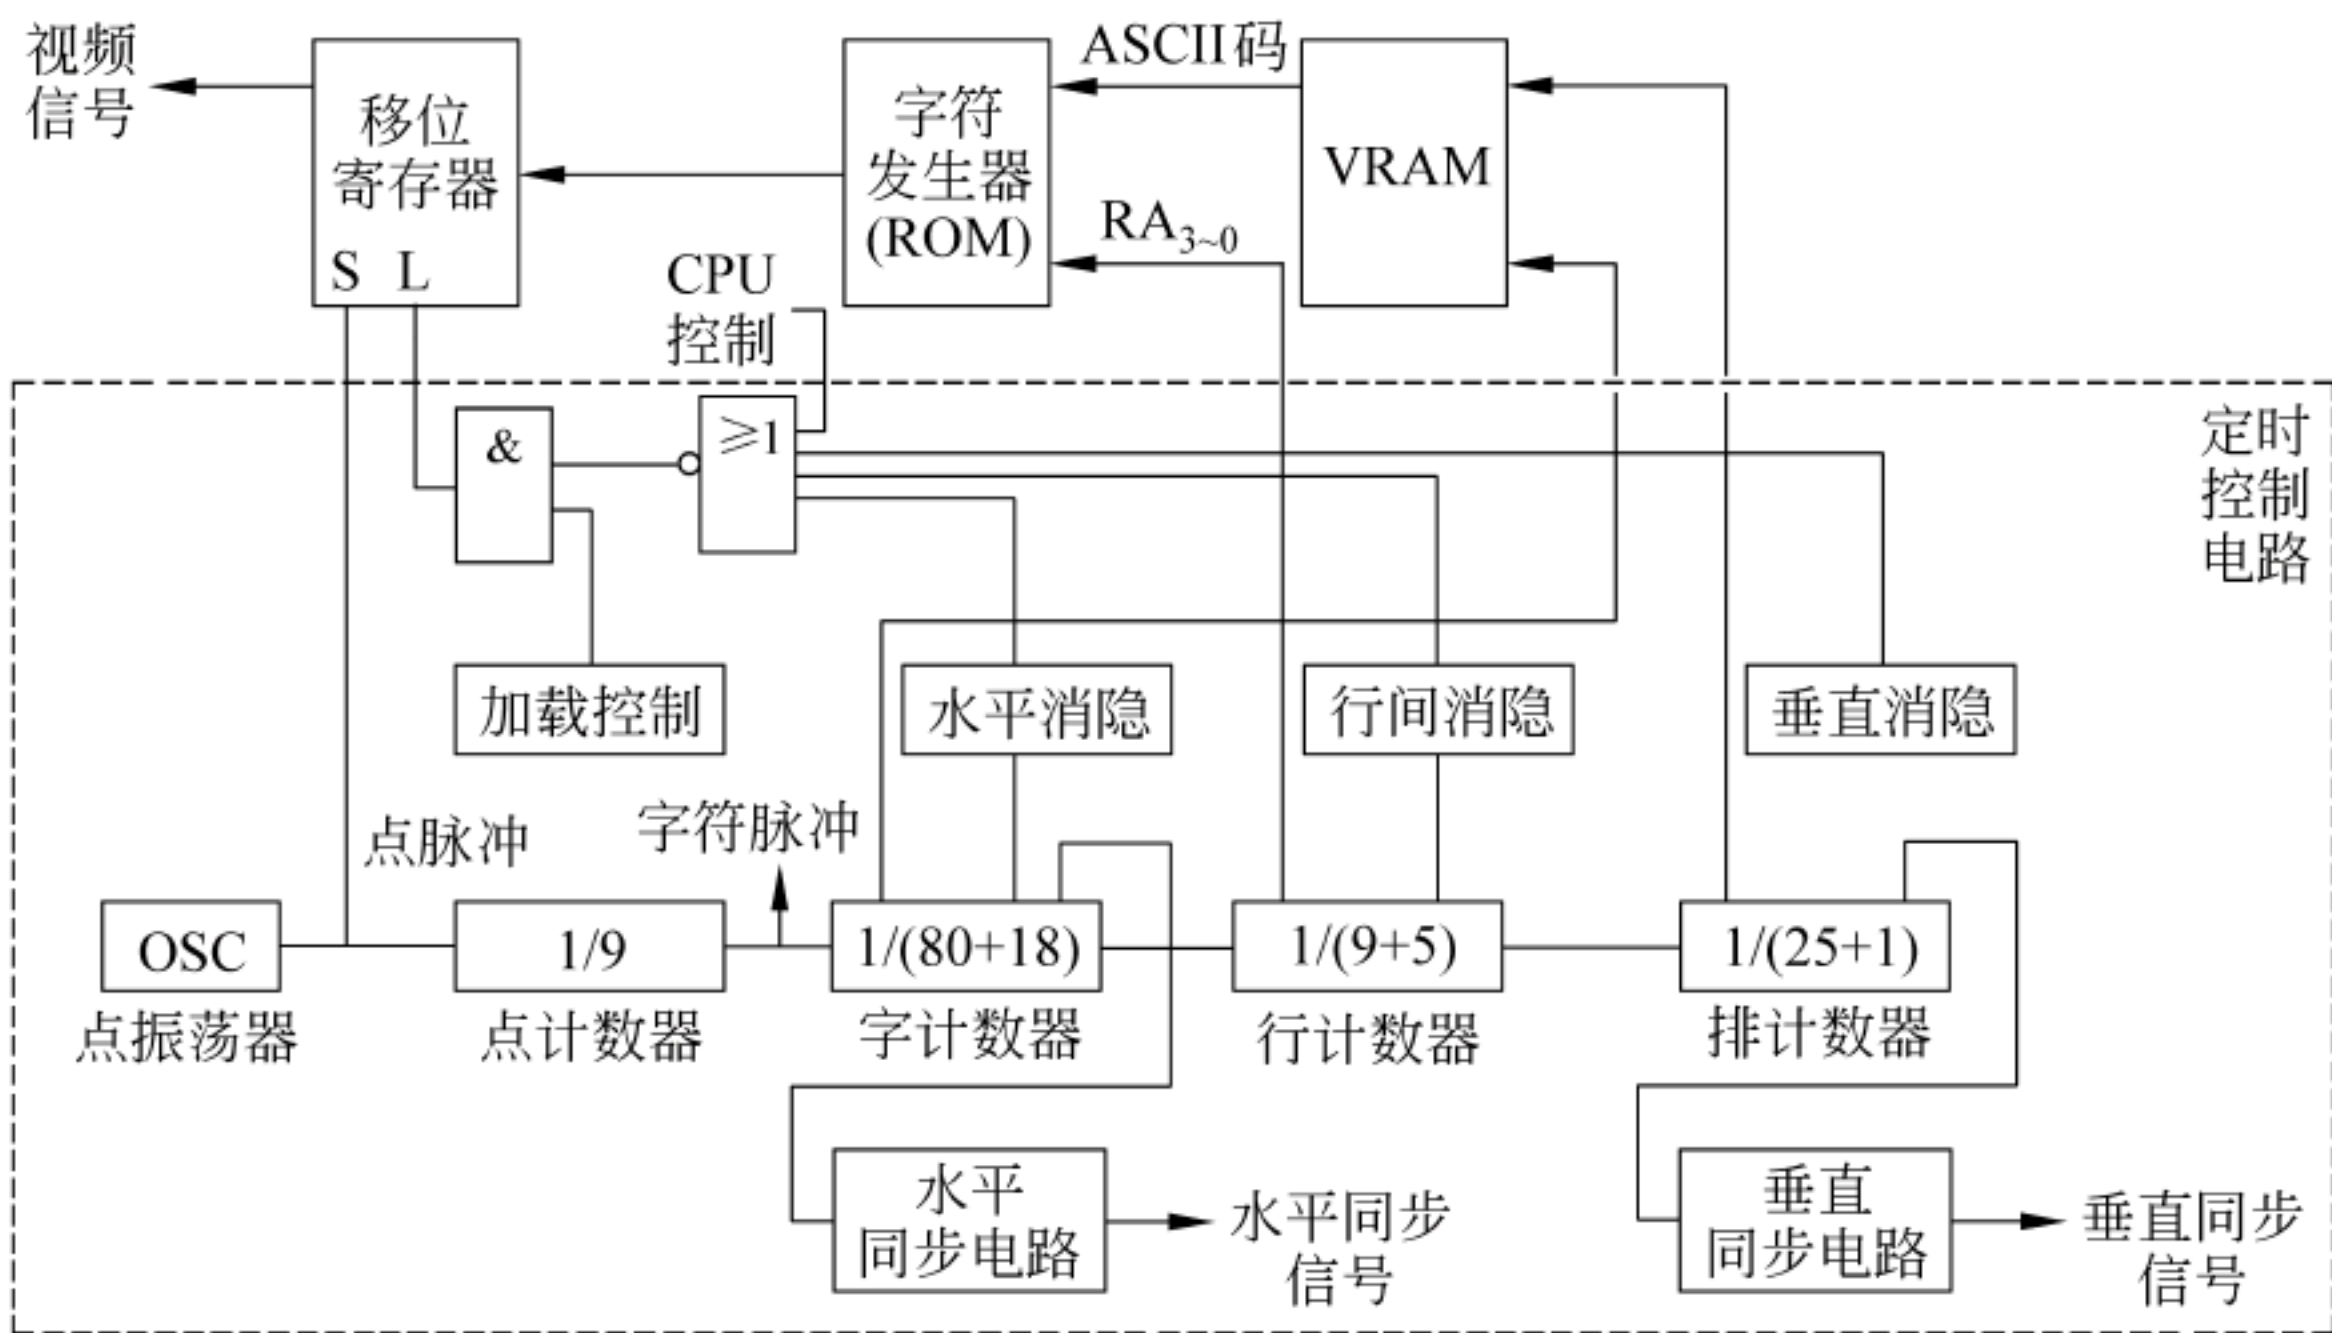 视频
信号
移位
寄存器
S L
字符
发生器
(ROM)
ASCII码
RA3~0
VRAM
CPU
控制
&
≥1
定时
控制
电路
加载控制
水平消隐
行间消隐
垂直消隐
点脉冲
字符脉冲
OSC
1/9
1/(80+18)
1/(9+5)
1/(25+1)
点振荡器
点计数器
字计数器
行计数器
排计数器
水平
同步电路
水平同步
信号
垂直
同步电路
垂直同步
信号